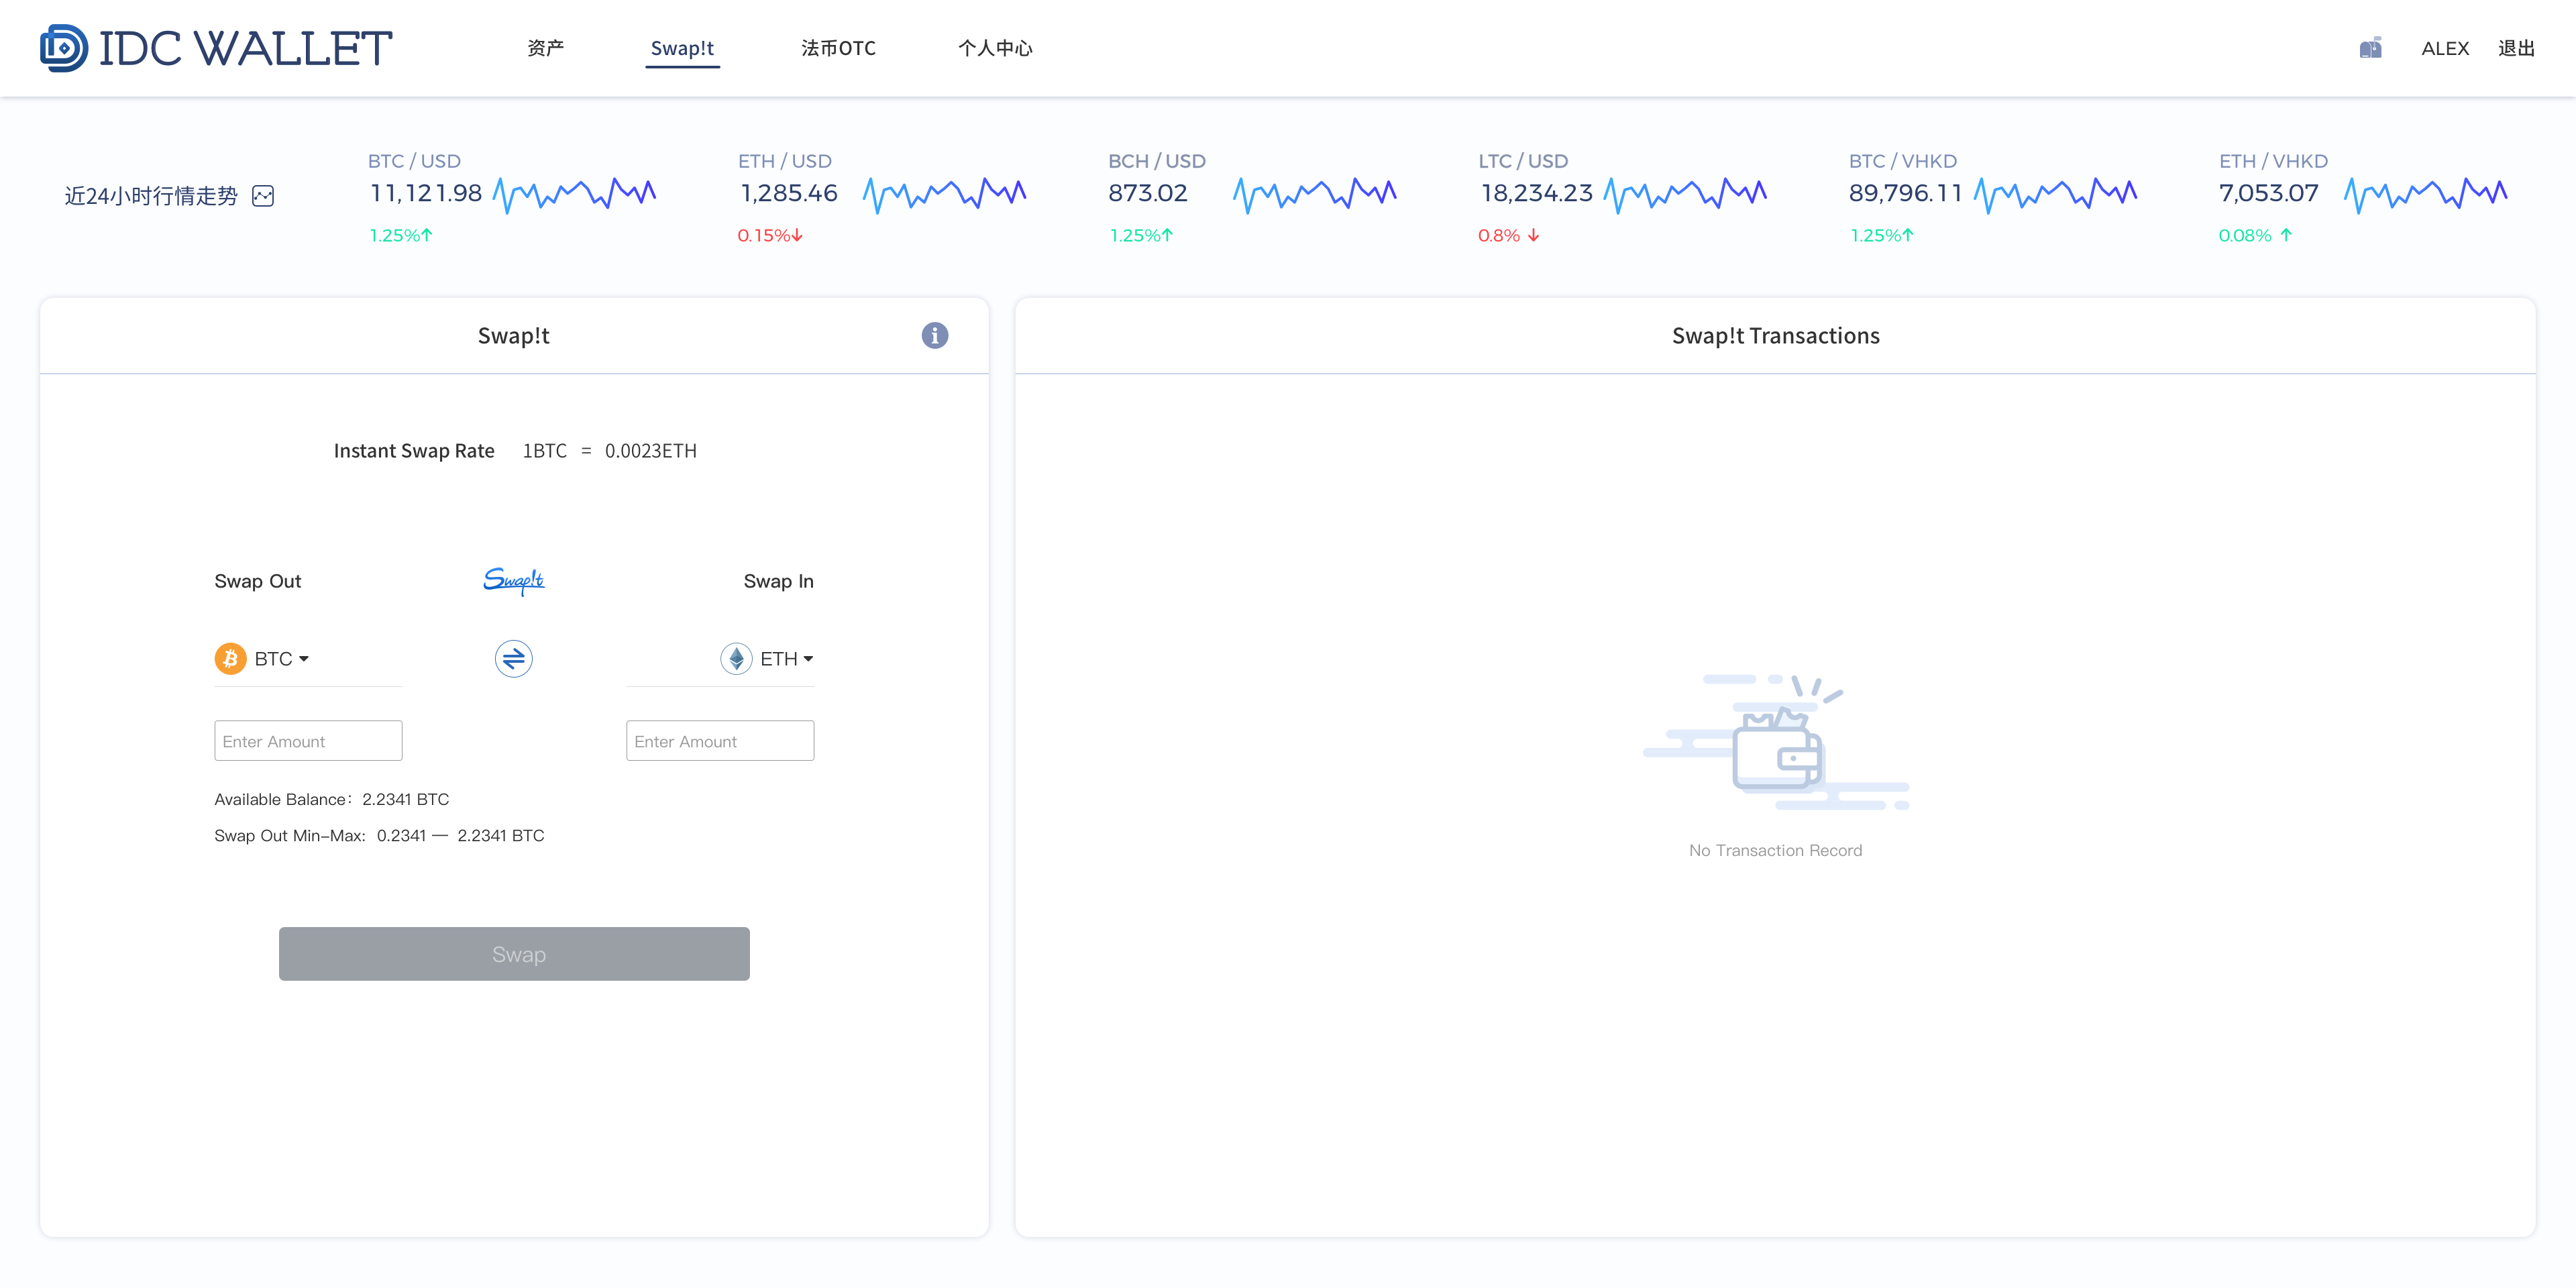 IDC WALLET
资产
Swap!t
法币OTC
个人中心
ALEX
退出
近24小时行情走势
BTC / USD
11,121.98
1.25%↑
ETH / USD
1,285.46
0.15%↓
BCH / USD
873.02
1.25%↑
LTC / USD
18,234.23
0.8% ↓
BTC / VHKD
89,796.11
1.25%↑
ETH / VHKD
7,053.07
0.08% ↑
Swap!t
Instant Swap Rate 1BTC = 0.0023ETH
Swap Out
Swap!t
Swap In
BTC
ETH
Enter Amount
Enter Amount
Available Balance：2.2341 BTC
Swap Out Min-Max: 0.2341 — 2.2341 BTC
Swap
Swap!t Transactions
No Transaction Record